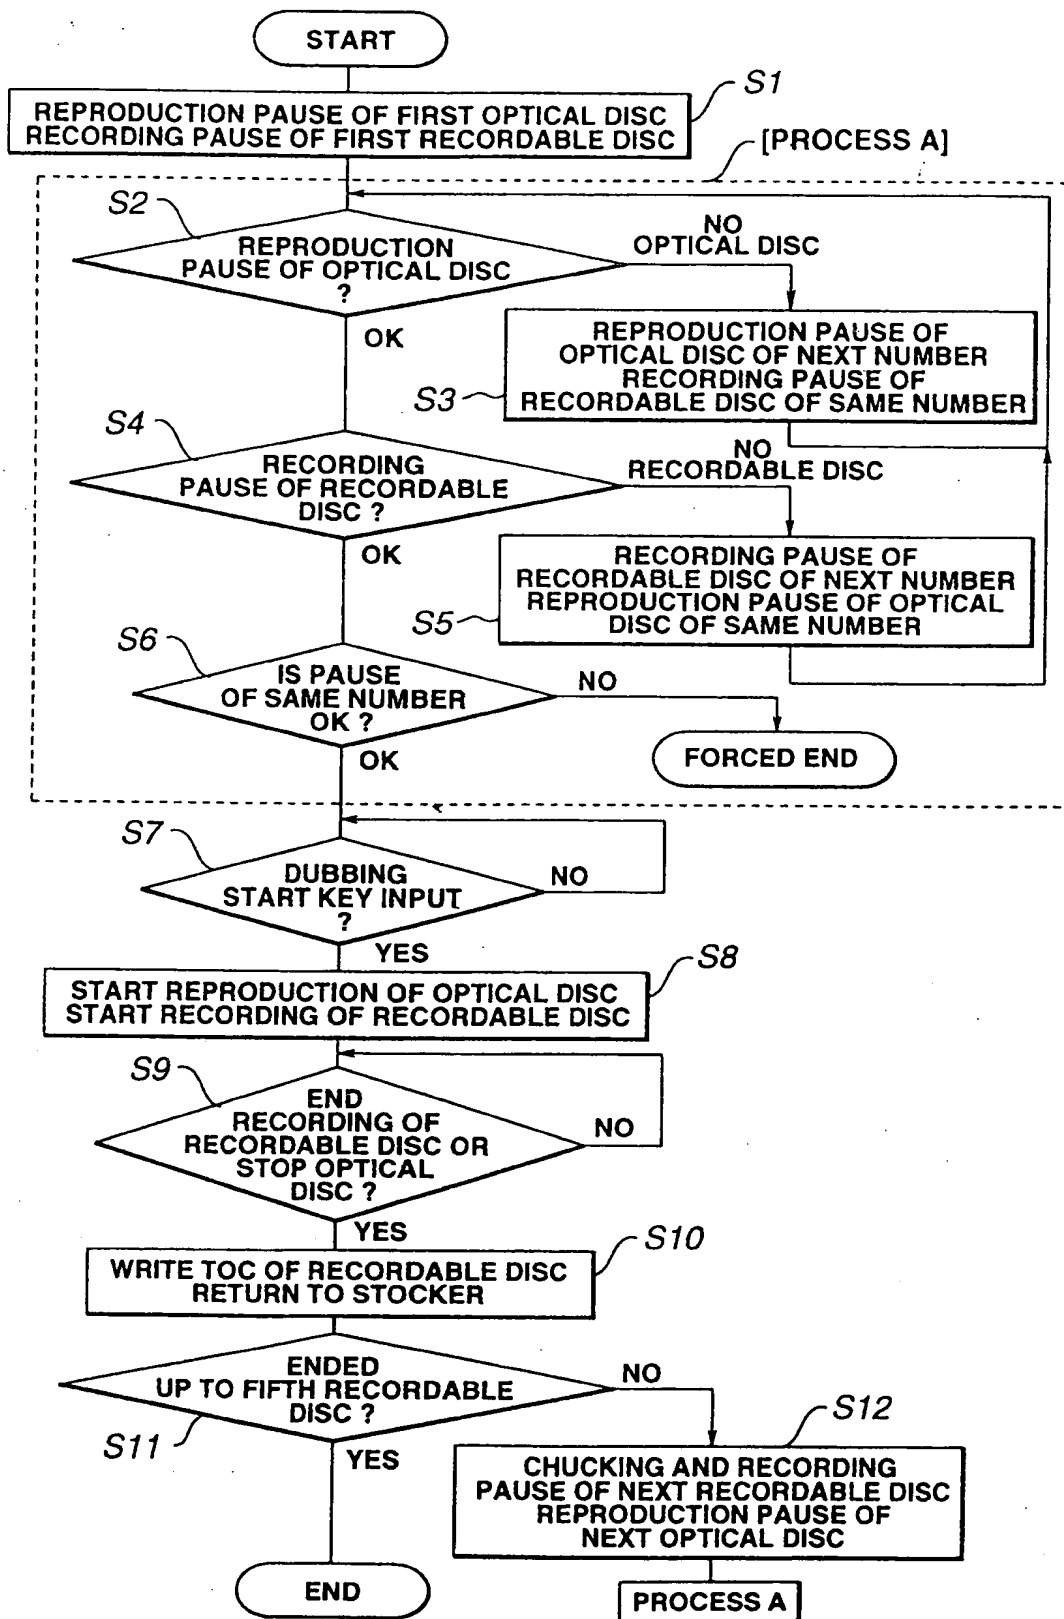 START
S1
REPRODUCTION PAUSE OF FIRST OPTICAL DISC
RECORDING PAUSE OF FIRST RECORDABLE DISC
[PROCESS A]
S2
REPRODUCTION
PAUSE OF OPTICAL DISC
?
NO
OPTICAL DISC
OK
REPRODUCTION PAUSE OF
OPTICAL DISC OF NEXT NUMBER
RECORDING PAUSE OF
RECORDABLE DISC OF SAME NUMBER
S3
S4
RECORDING
PAUSE OF RECORDABLE
DISC ?
NO
RECORDABLE DISC
OK
RECORDING PAUSE OF
RECORDABLE DISC OF NEXT NUMBER
REPRODUCTION PAUSE OF OPTICAL
DISC OF SAME NUMBER
S5
S6
IS PAUSE
OF SAME NUMBER
OK ?
NO
OK
FORCED END
S7
DUBBING
START KEY INPUT
?
NO
YES
S8
START REPRODUCTION OF OPTICAL DISC
START RECORDING OF RECORDABLE DISC
S9
END
RECORDING OF
RECORDABLE DISC OR
STOP OPTICAL
DISC ?
NO
YES
S10
WRITE TOC OF RECORDABLE DISC
RETURN TO STOCKER
ENDED
UP TO FIFTH RECORDABLE
DISC ?
NO
S11
YES
S12
CHUCKING AND RECORDING
PAUSE OF NEXT RECORDABLE DISC
REPRODUCTION PAUSE OF
NEXT OPTICAL DISC
END
PROCESS A